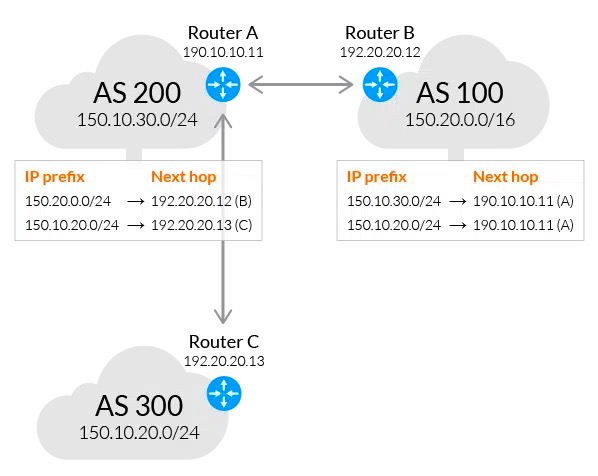 Router A
190.10.10.11
Router B
192.20.20.12
AS 200
150.10.30.0/24
AS 100
150.20.0.0/16
IP prefix Next hop
150.20.0.0/24 → 192.20.20.12 (B)
150.10.20.0/24 → 192.20.20.13 (C)
IP prefix Next hop
150.10.30.0/24 → 190.10.10.11 (A)
150.10.20.0/24 → 190.10.10.11 (A)
Router C
192.20.20.13
AS 300
150.10.20.0/24